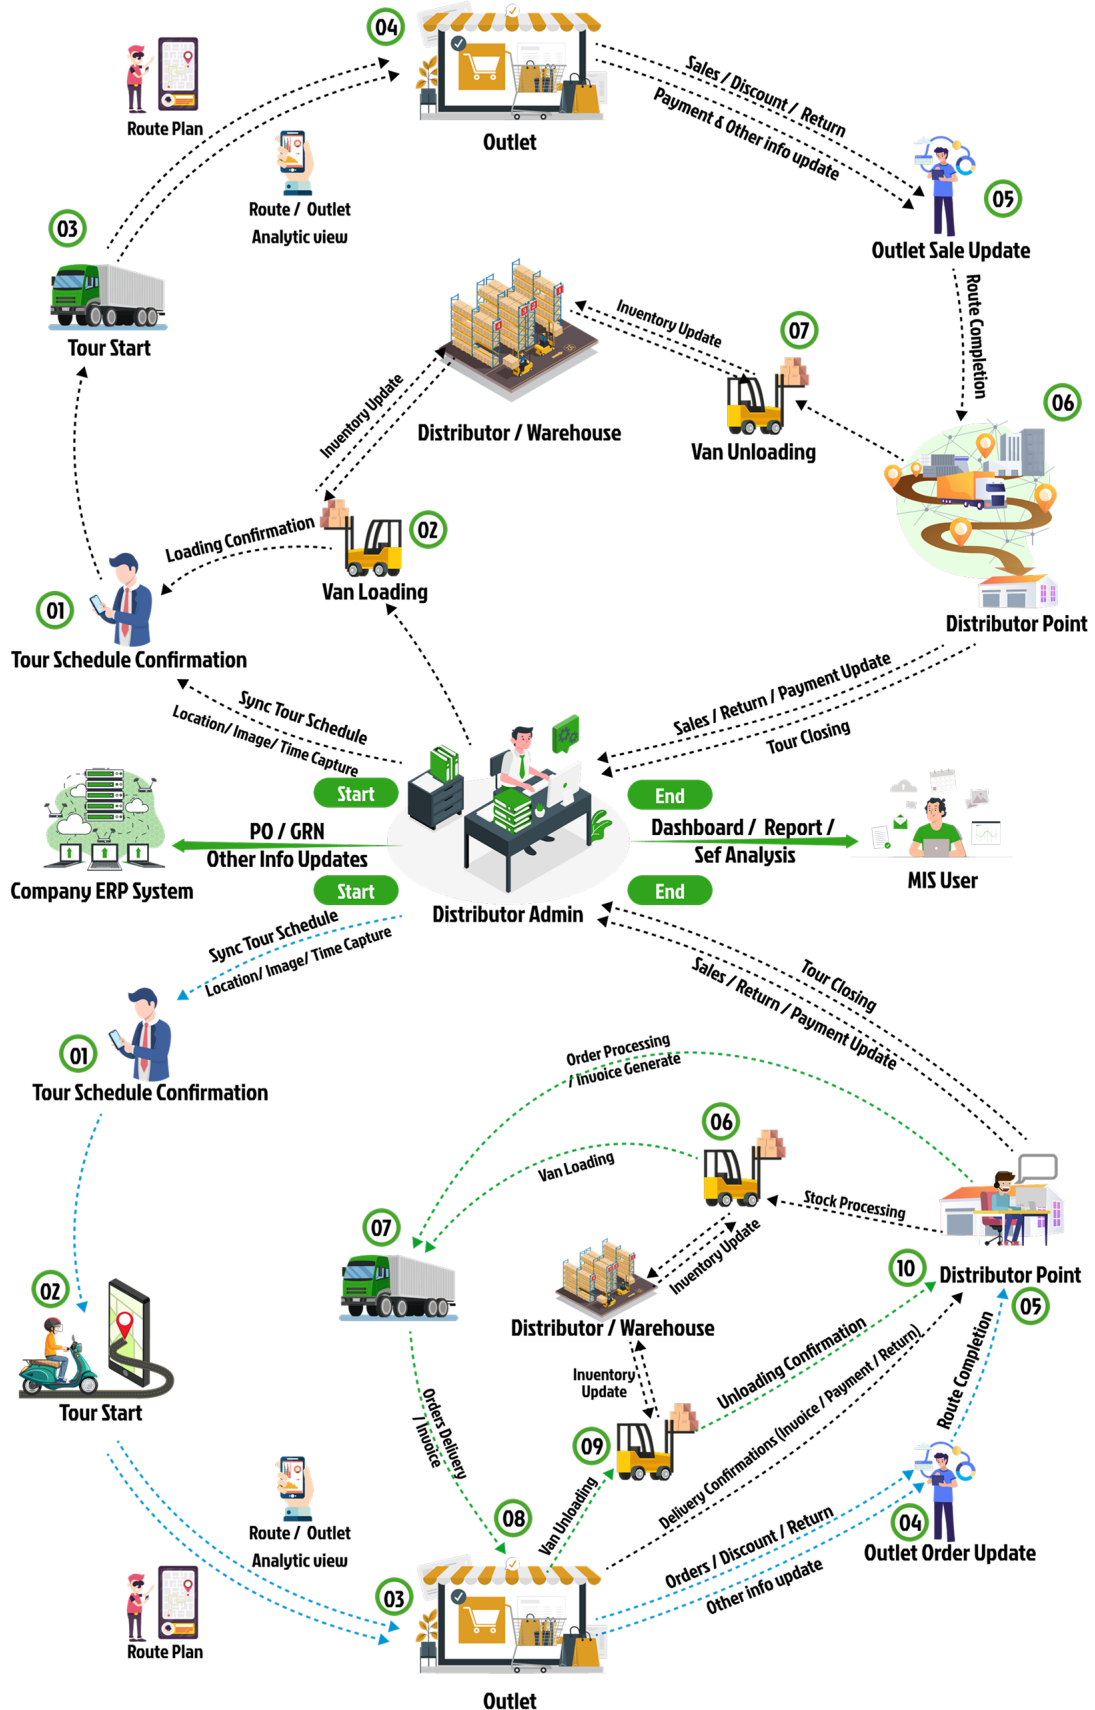 04
Route Plan
Outlet
Sales / Discount / Return
Payment & Other info update
Route / Outlet
Analytic view
03
Tour Start
05
Outlet Sale Update
Route Completion
Inventory Update
07
Van Unloading
06
Distributor / Warehouse
Inventory Update
02
Loading Confirmation
Van Loading
01
Tour Schedule Confirmation
Distributor Point
Sync Tour Schedule
Location/ Image/ Time Capture
Sales / Return / Payment Update
Tour Closing
Start
End
PO / GRN
Other Info Updates
Dashboard / Report /
Sef Analysis
Company ERP System
MIS User
Start
End
Distributor Admin
Sync Tour Schedule
Location/ Image/ Time Capture
Tour Closing
Sales / Return / Payment Update
01
Tour Schedule Confirmation
Order Processing
/ Invoice Generate
06
Van Loading
Stock Processing
07
Inventory Update
10
Distributor Point
05
02
Tour Start
Distributor / Warehouse
Inventory
Update
Unloading Confirmation
Delivery Confirmations (Invoice / Payment / Return)
Route Completion
Orders Delivery
/ Invoice
09
08
Van Unloading
Route / Outlet
Analytic view
04
Outlet Order Update
Orders / Discount / Return
Other info update
03
Route Plan
Outlet